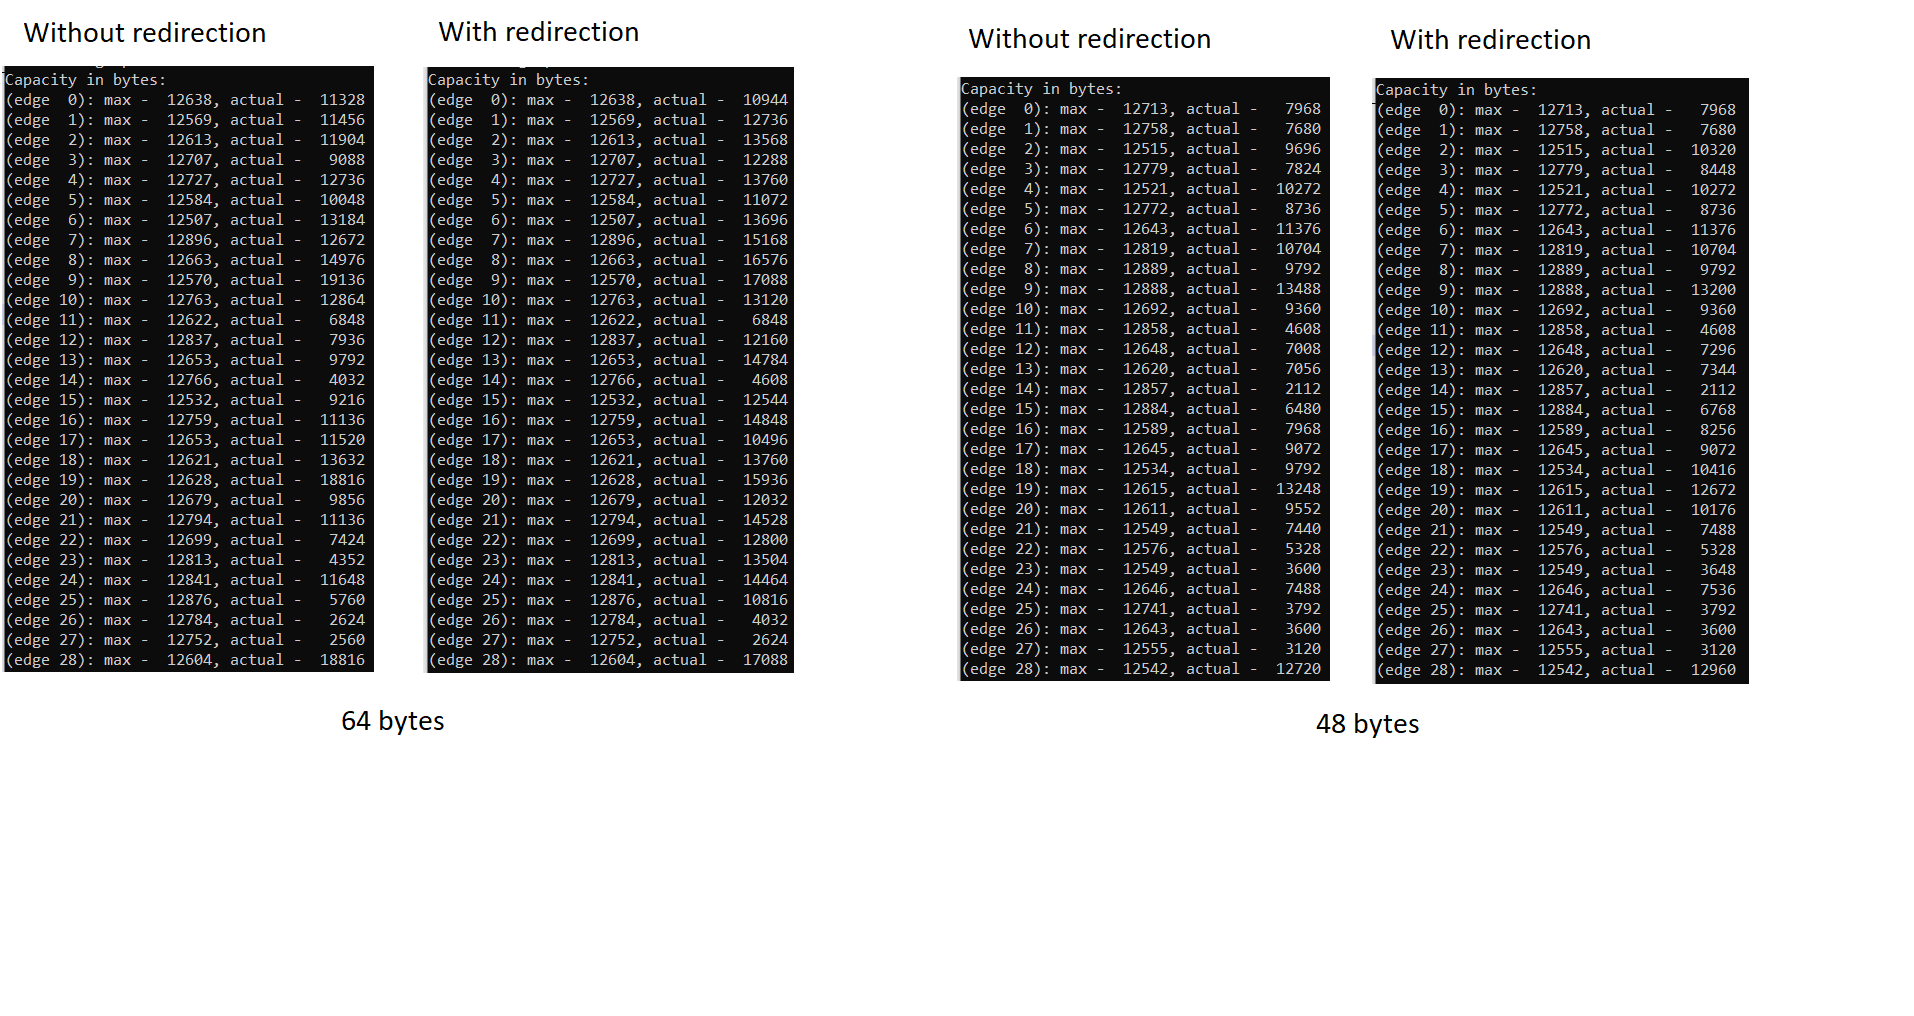 Without redirection
Capacity in bytes:
(edge  0): max -  12638, actual -  11328
(edge  1): max -  12569, actual -  11456
(edge  2): max -  12613, actual -  11904
(edge  3): max -  12707, actual -   9088
(edge  4): max -  12727, actual -  12736
(edge  5): max -  12584, actual -  10048
(edge  6): max -  12507, actual -  13184
(edge  7): max -  12896, actual -  12672
(edge  8): max -  12663, actual -  14976
(edge  9): max -  12570, actual -  19136
(edge 10): max -  12763, actual -  12864
(edge 11): max -  12622, actual -   6848
(edge 12): max -  12837, actual -   7936
(edge 13): max -  12653, actual -   9792
(edge 14): max -  12766, actual -   4032
(edge 15): max -  12532, actual -   9216
(edge 16): max -  12759, actual -  11136
(edge 17): max -  12653, actual -  11520
(edge 18): max -  12621, actual -  13632
(edge 19): max -  12628, actual -  18816
(edge 20): max -  12679, actual -   9856
(edge 21): max -  12794, actual -  11136
(edge 22): max -  12699, actual -   7424
(edge 23): max -  12813, actual -   4352
(edge 24): max -  12841, actual -  11648
(edge 25): max -  12876, actual -   5760
(edge 26): max -  12784, actual -   2624
(edge 27): max -  12752, actual -   2560
(edge 28): max -  12604, actual -  18816
With redirection
Capacity in bytes:
(edge  0): max -  12638, actual -  10944
(edge  1): max -  12569, actual -  12736
(edge  2): max -  12613, actual -  13568
(edge  3): max -  12707, actual -  12288
(edge  4): max -  12727, actual -  13760
(edge  5): max -  12584, actual -  11072
(edge  6): max -  12507, actual -  13696
(edge  7): max -  12896, actual -  15168
(edge  8): max -  12663, actual -  16576
(edge  9): max -  12570, actual -  17088
(edge 10): max -  12763, actual -  13120
(edge 11): max -  12622, actual -   6848
(edge 12): max -  12837, actual -  12160
(edge 13): max -  12653, actual -  14784
(edge 14): max -  12766, actual -   4608
(edge 15): max -  12532, actual -  12544
(edge 16): max -  12759, actual -  14848
(edge 17): max -  12653, actual -  10496
(edge 18): max -  12621, actual -  13760
(edge 19): max -  12628, actual -  15936
(edge 20): max -  12679, actual -  12032
(edge 21): max -  12794, actual -  14528
(edge 22): max -  12699, actual -  12800
(edge 23): max -  12813, actual -  13504
(edge 24): max -  12841, actual -  14464
(edge 25): max -  12876, actual -  10816
(edge 26): max -  12784, actual -   4032
(edge 27): max -  12752, actual -   2624
(edge 28): max -  12604, actual -  17088
64 bytes
Without redirection
Capacity in bytes:
(edge  0): max -  12713, actual -   7968
(edge  1): max -  12758, actual -   7680
(edge  2): max -  12515, actual -   9696
(edge  3): max -  12779, actual -   7824
(edge  4): max -  12521, actual -  10272
(edge  5): max -  12772, actual -   8736
(edge  6): max -  12643, actual -  11376
(edge  7): max -  12819, actual -  10704
(edge  8): max -  12889, actual -   9792
(edge  9): max -  12888, actual -  13488
(edge 10): max -  12692, actual -   9360
(edge 11): max -  12858, actual -   4608
(edge 12): max -  12648, actual -   7008
(edge 13): max -  12620, actual -   7056
(edge 14): max -  12857, actual -   2112
(edge 15): max -  12884, actual -   6480
(edge 16): max -  12589, actual -   7968
(edge 17): max -  12645, actual -   9072
(edge 18): max -  12534, actual -   9792
(edge 19): max -  12615, actual -  13248
(edge 20): max -  12611, actual -   9552
(edge 21): max -  12549, actual -   7440
(edge 22): max -  12576, actual -   5328
(edge 23): max -  12549, actual -   3600
(edge 24): max -  12646, actual -   7488
(edge 25): max -  12741, actual -   3792
(edge 26): max -  12643, actual -   3600
(edge 27): max -  12555, actual -   3120
(edge 28): max -  12542, actual -  12720
With redirection
Capacity in bytes:
(edge  0): max -  12713, actual -   7968
(edge  1): max -  12758, actual -   7680
(edge  2): max -  12515, actual -  10320
(edge  3): max -  12779, actual -   8448
(edge  4): max -  12521, actual -  10272
(edge  5): max -  12772, actual -   8736
(edge  6): max -  12643, actual -  11376
(edge  7): max -  12819, actual -  10704
(edge  8): max -  12889, actual -   9792
(edge  9): max -  12888, actual -  13200
(edge 10): max -  12692, actual -   9360
(edge 11): max -  12858, actual -   4608
(edge 12): max -  12648, actual -   7296
(edge 13): max -  12620, actual -   7344
(edge 14): max -  12857, actual -   2112
(edge 15): max -  12884, actual -   6768
(edge 16): max -  12589, actual -   8256
(edge 17): max -  12645, actual -   9072
(edge 18): max -  12534, actual -  10416
(edge 19): max -  12615, actual -  12672
(edge 20): max -  12611, actual -  10176
(edge 21): max -  12549, actual -   7488
(edge 22): max -  12576, actual -   5328
(edge 23): max -  12549, actual -   3648
(edge 24): max -  12646, actual -   7536
(edge 25): max -  12741, actual -   3792
(edge 26): max -  12643, actual -   3600
(edge 27): max -  12555, actual -   3120
(edge 28): max -  12542, actual -  12960
48 bytes